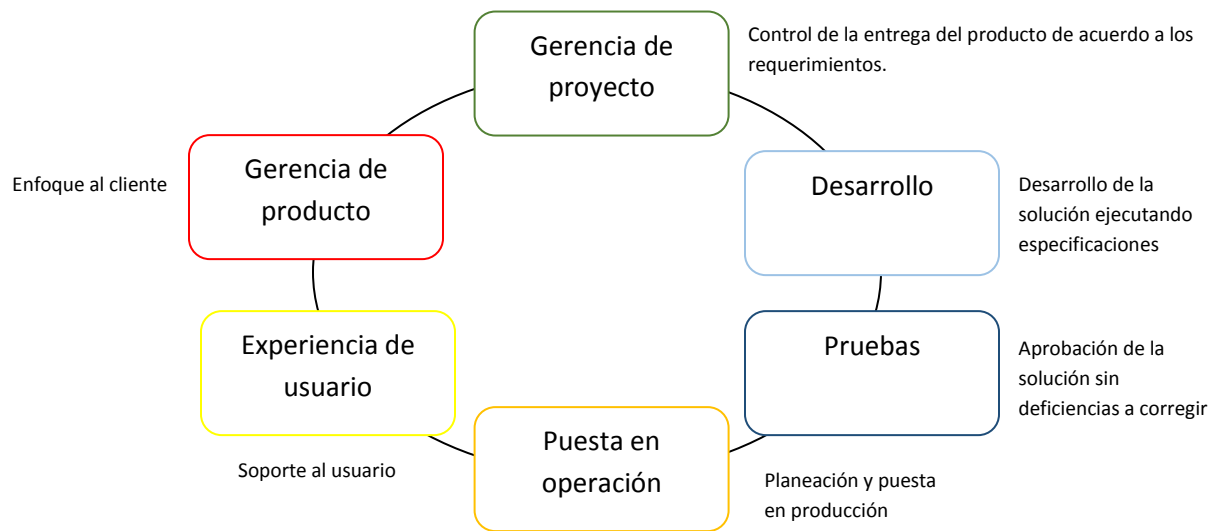 Gerencia de
proyecto
Control de la entrega del producto de acuerdo a los
requerimientos.
Gerencia de
producto
Enfoque al cliente
Desarrollo
Desarrollo de la
solución ejecutando
especificaciones
Experiencia de
usuario
Soporte al usuario
Pruebas
Aprobación de la
solución sin
deficiencias a corregir
Puesta en
operación
Planeación y puesta
en producción